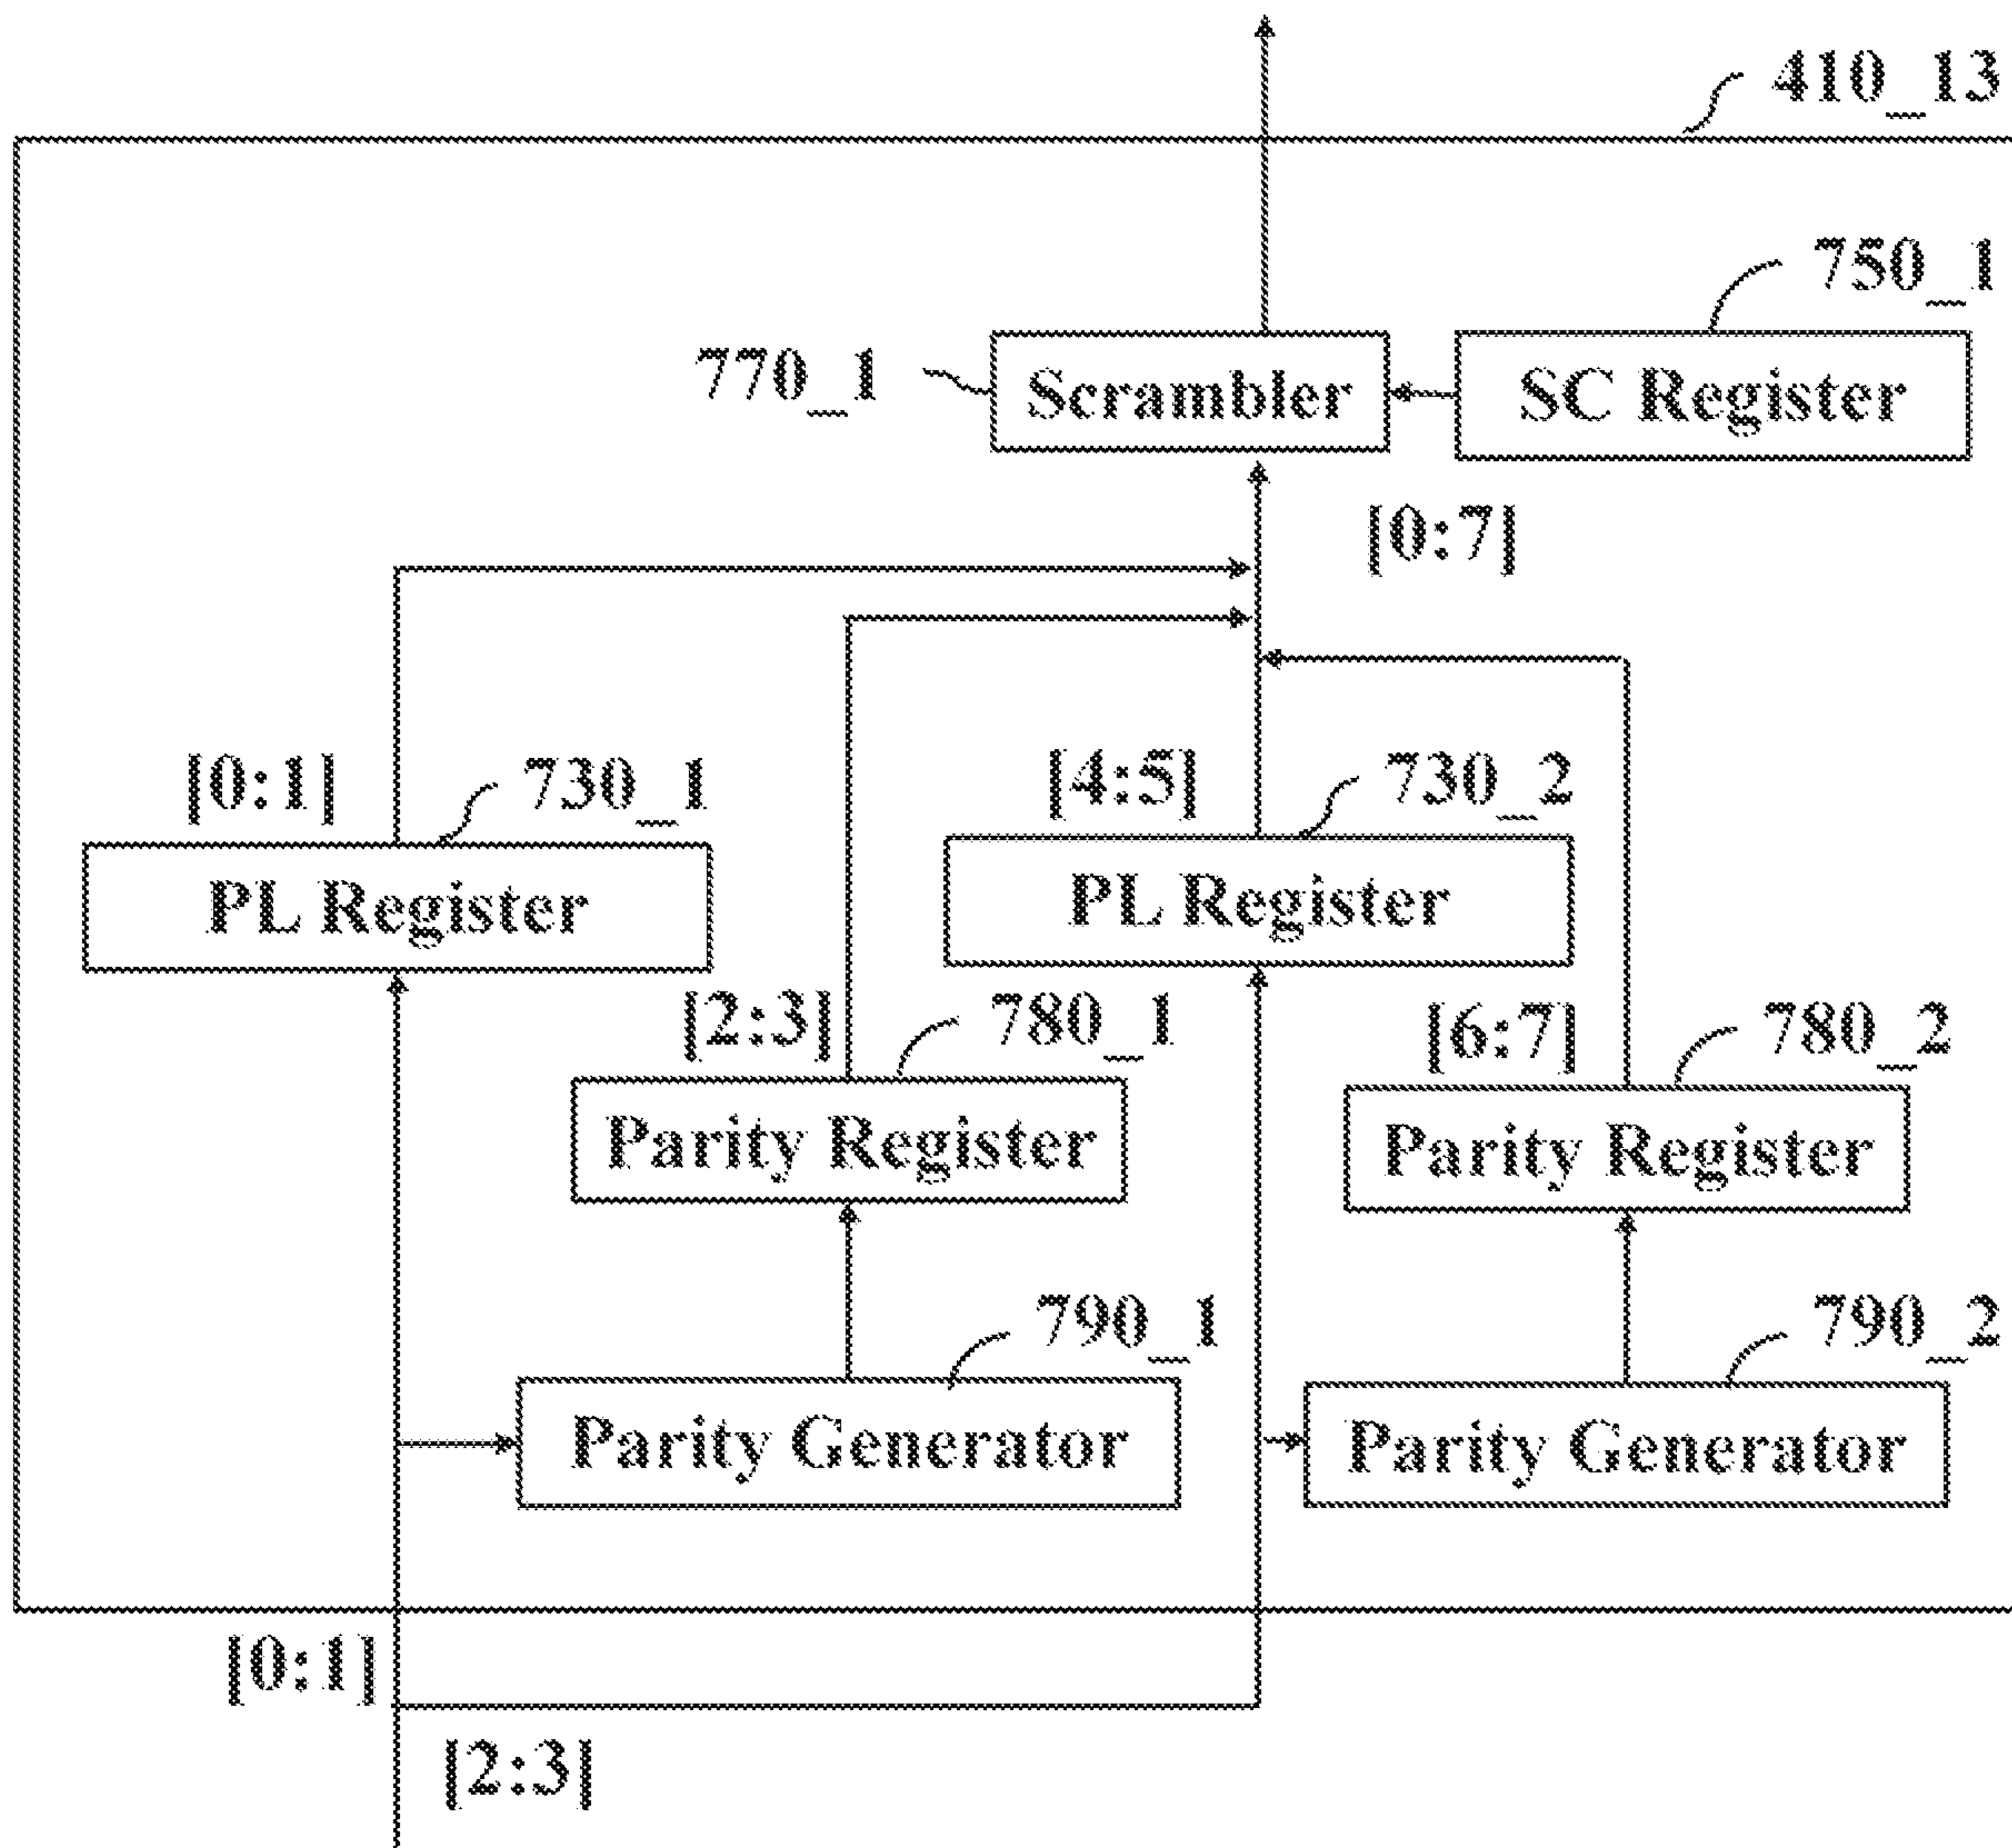 410_13
750_1
770_1
Scrambler
SC Register
[0:7]
[0:1]
730_1
[4:5]
730_2
PL Register
PL Register
[2:3]
780_1
[6:7]
780_2
Parity Register
Parity Register
790_1
790_2
Parity Generator
Parity Generator
[0:1]
[2:3]